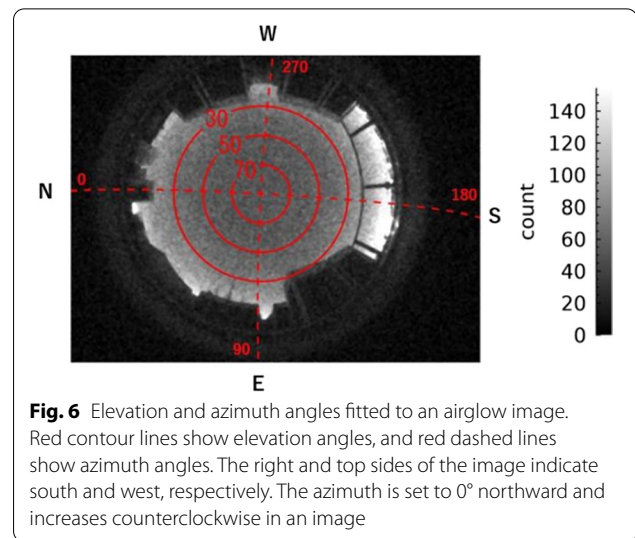 W
270
140
30
120
50
100
70
N
0
180
80
S
count
60
40
20
0
90
E
Fig. 6 Elevation and azimuth angles fitted to an airglow image.
Red contour lines show elevation angles, and red dashed lines
show azimuth angles. The right and top sides of the image indicate
south and west, respectively. The azimuth is set to 0° northward and
increases counterclockwise in an image